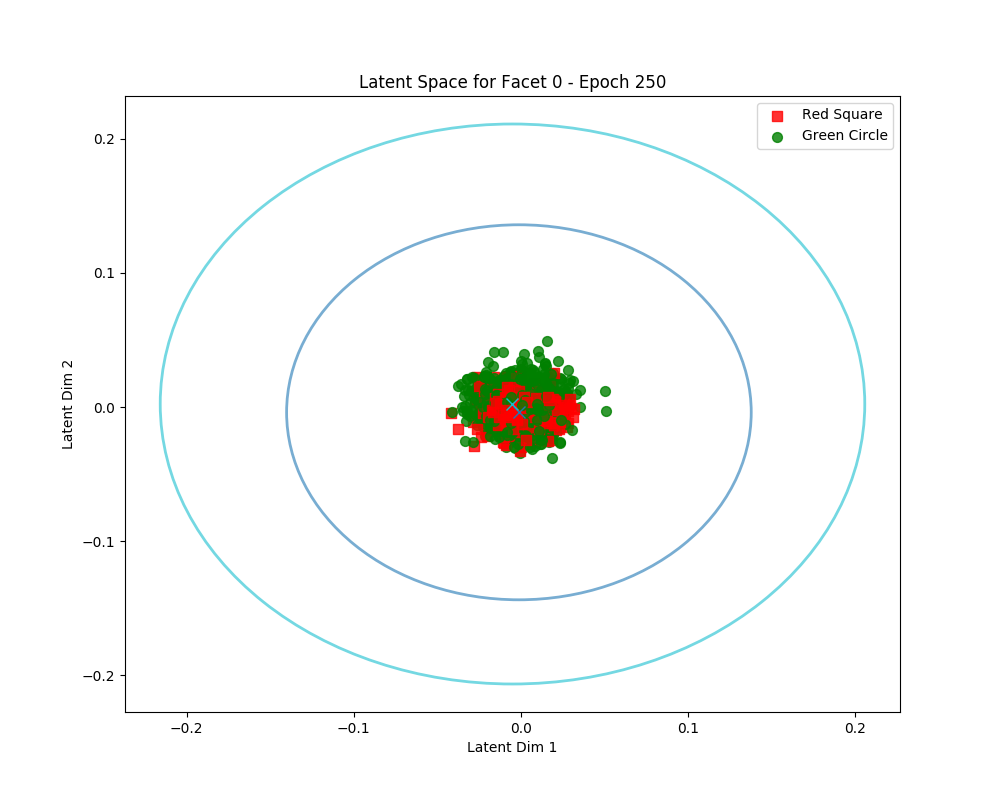 Latent Space for Facet 0 - Epoch 250
Red Square
Green Circle
0.2
0.1
0.0
−0.1
−0.2
Latent Dim 2
−0.2
−0.1
0.0
0.1
0.2
Latent Dim 1